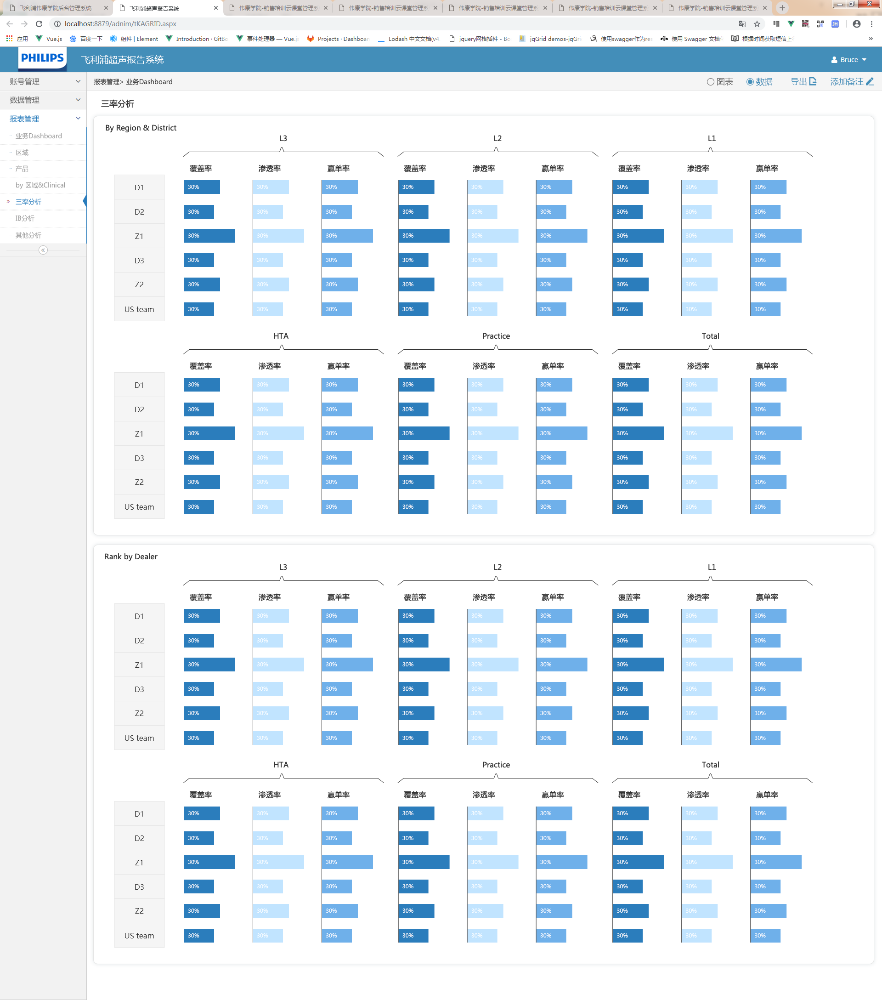 飞利浦伟康学院后台管理系统
飞利浦超声报告系统
伟康学院-销售培训云课堂管理系
伟康学院-销售培训云课堂管理系
伟康学院-销售培训云课堂管理系
伟康学院-销售培训云课堂管理系
伟康学院-销售培训云课堂管理系
localhost:8879/adnim/tKAGRID.aspx
应用 Vue.js 百度一下 组件 | Element Introduction · GitBo 事件处理器 — Vue.js Projects · Dashboar Lodash 中文文档(v4. jquery网格插件 - Bo jqGrid demos-jqGri 使用swagger作为res 使用 Swagger 文档化 根据时间获取短信上
PHILIPS 飞利浦超声报告系统 Bruce
账号管理
数据管理
报表管理
业务Dashboard
区域
产品
by 区域&Clinical
三率分析
IB分析
其他分析
报表管理> 业务Dashboard 图表 数据 导出 添加备注
三率分析
By Region & District
L3 L2 L1
覆盖率 渗透率 赢单率 覆盖率 渗透率 赢单率 覆盖率 渗透率 赢单率
D1 30% 30% 30% 30% 30% 30% 30% 30% 30%
D2 30% 30% 30% 30% 30% 30% 30% 30% 30%
Z1 30% 30% 30% 30% 30% 30% 30% 30% 30%
D3 30% 30% 30% 30% 30% 30% 30% 30% 30%
Z2 30% 30% 30% 30% 30% 30% 30% 30% 30%
US team 30% 30% 30% 30% 30% 30% 30% 30% 30%
HTA Practice Total
覆盖率 渗透率 赢单率 覆盖率 渗透率 赢单率 覆盖率 渗透率 赢单率
D1 30% 30% 30% 30% 30% 30% 30% 30% 30%
D2 30% 30% 30% 30% 30% 30% 30% 30% 30%
Z1 30% 30% 30% 30% 30% 30% 30% 30% 30%
D3 30% 30% 30% 30% 30% 30% 30% 30% 30%
Z2 30% 30% 30% 30% 30% 30% 30% 30% 30%
US team 30% 30% 30% 30% 30% 30% 30% 30% 30%
Rank by Dealer
L3 L2 L1
覆盖率 渗透率 赢单率 覆盖率 渗透率 赢单率 覆盖率 渗透率 赢单率
D1 30% 30% 30% 30% 30% 30% 30% 30% 30%
D2 30% 30% 30% 30% 30% 30% 30% 30% 30%
Z1 30% 30% 30% 30% 30% 30% 30% 30% 30%
D3 30% 30% 30% 30% 30% 30% 30% 30% 30%
Z2 30% 30% 30% 30% 30% 30% 30% 30% 30%
US team 30% 30% 30% 30% 30% 30% 30% 30% 30%
HTA Practice Total
覆盖率 渗透率 赢单率 覆盖率 渗透率 赢单率 覆盖率 渗透率 赢单率
D1 30% 30% 30% 30% 30% 30% 30% 30% 30%
D2 30% 30% 30% 30% 30% 30% 30% 30% 30%
Z1 30% 30% 30% 30% 30% 30% 30% 30% 30%
D3 30% 30% 30% 30% 30% 30% 30% 30% 30%
Z2 30% 30% 30% 30% 30% 30% 30% 30% 30%
US team 30% 30% 30% 30% 30% 30% 30% 30% 30%